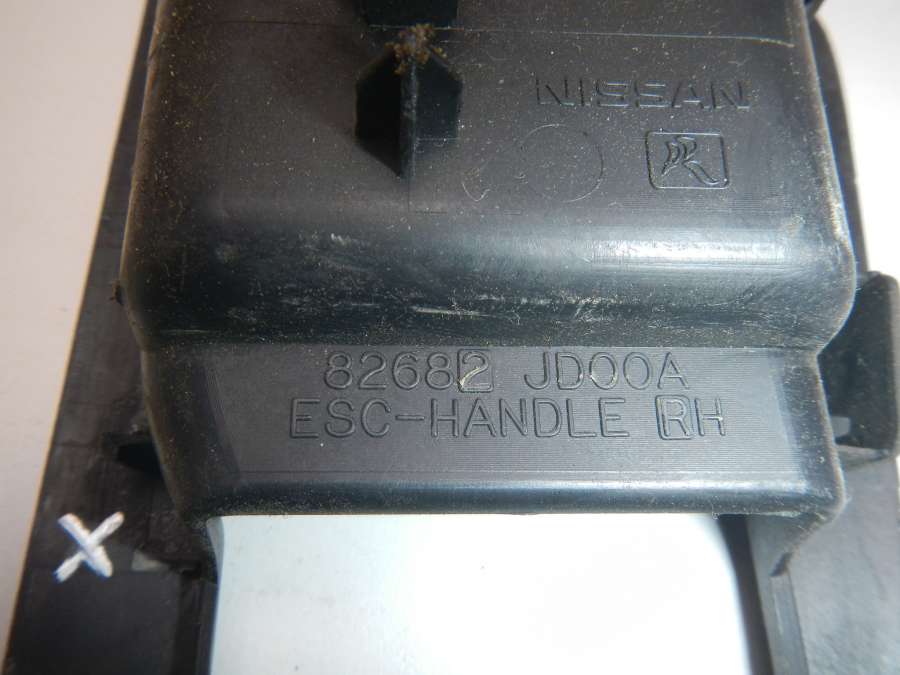 NISSAN
82682 JD00A
ESC-HANDLE RH
X